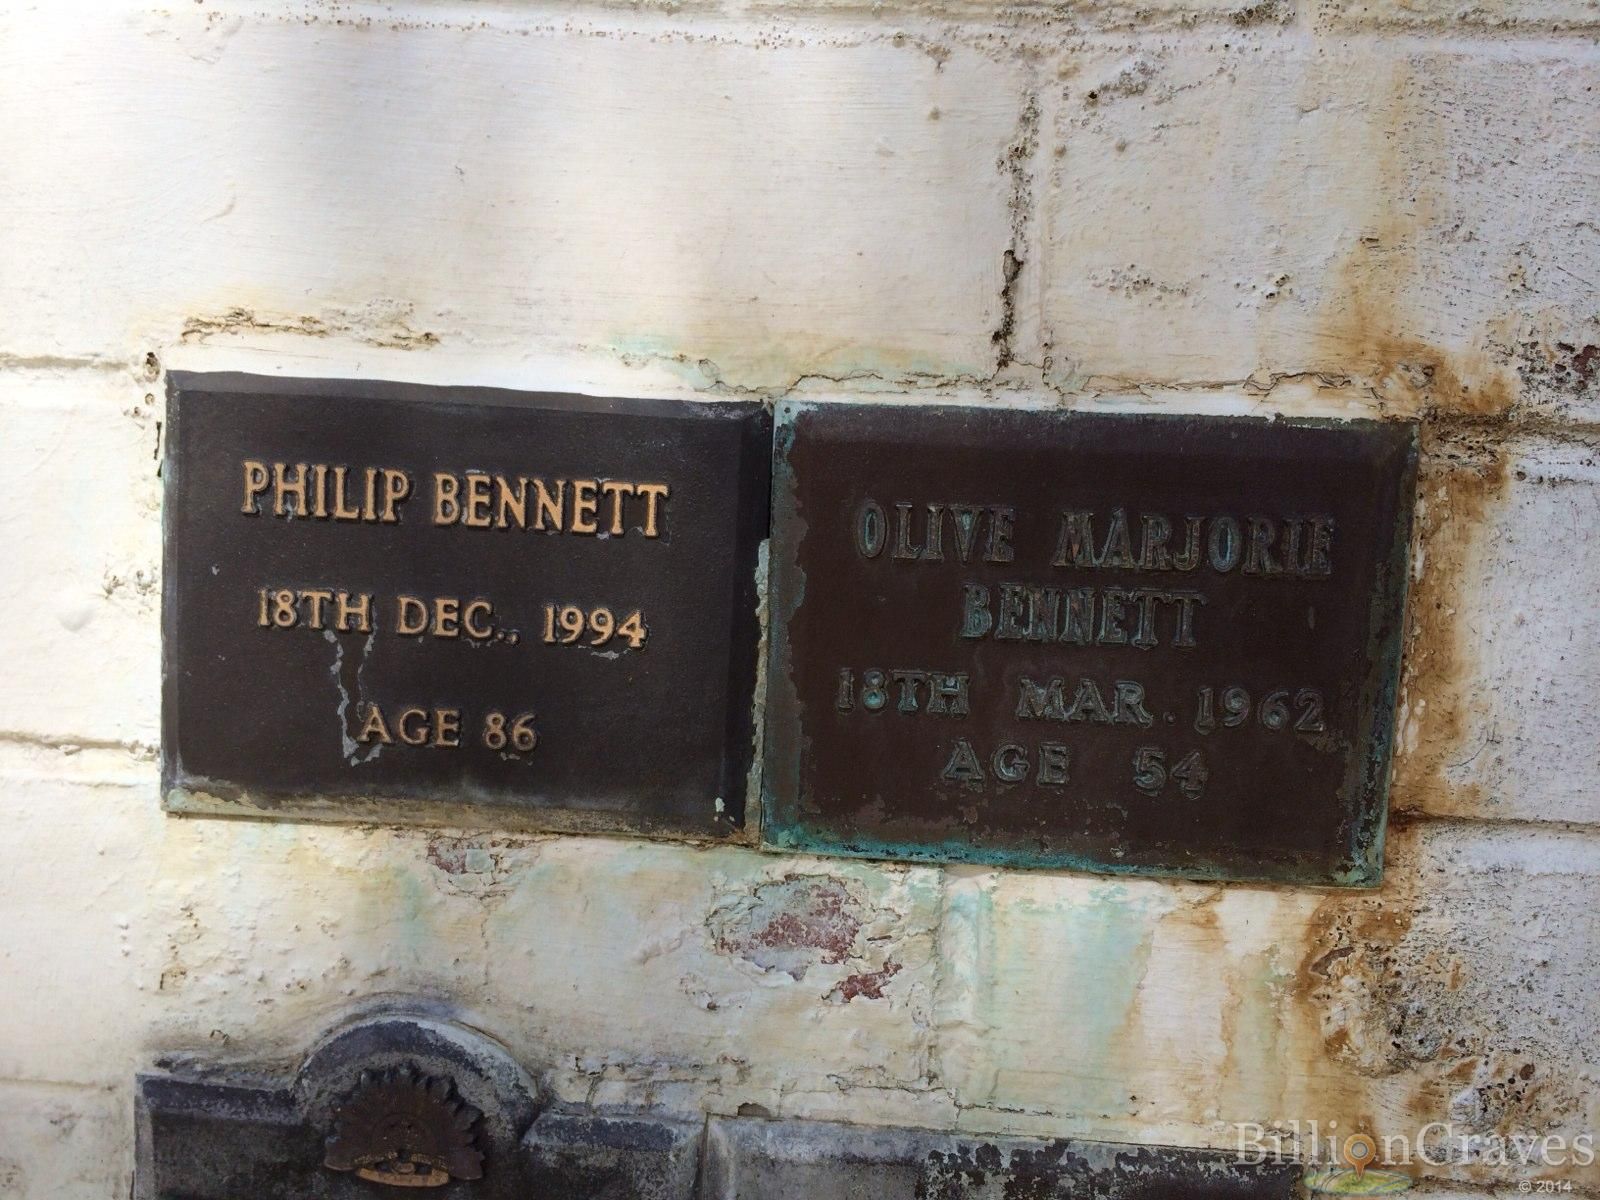 PHILIP BENNETT
18TH DEC., 1994
AGE 86
OLIVE MARJORIE
BENNETT
18TH MAR. 1962
AGE 54
BillionGraves
© 2014